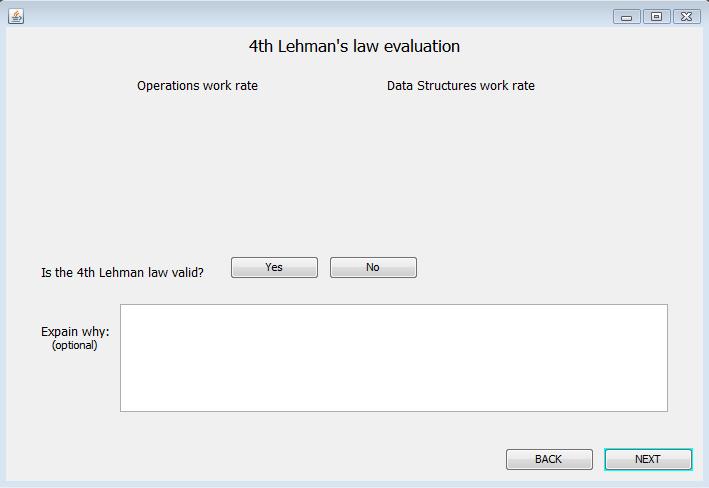 4th Lehman's law evaluation
Operations work rate
Data Structures work rate
Is the 4th Lehman law valid?
Yes
No
Expain why:
(optional)
BACK
NEXT